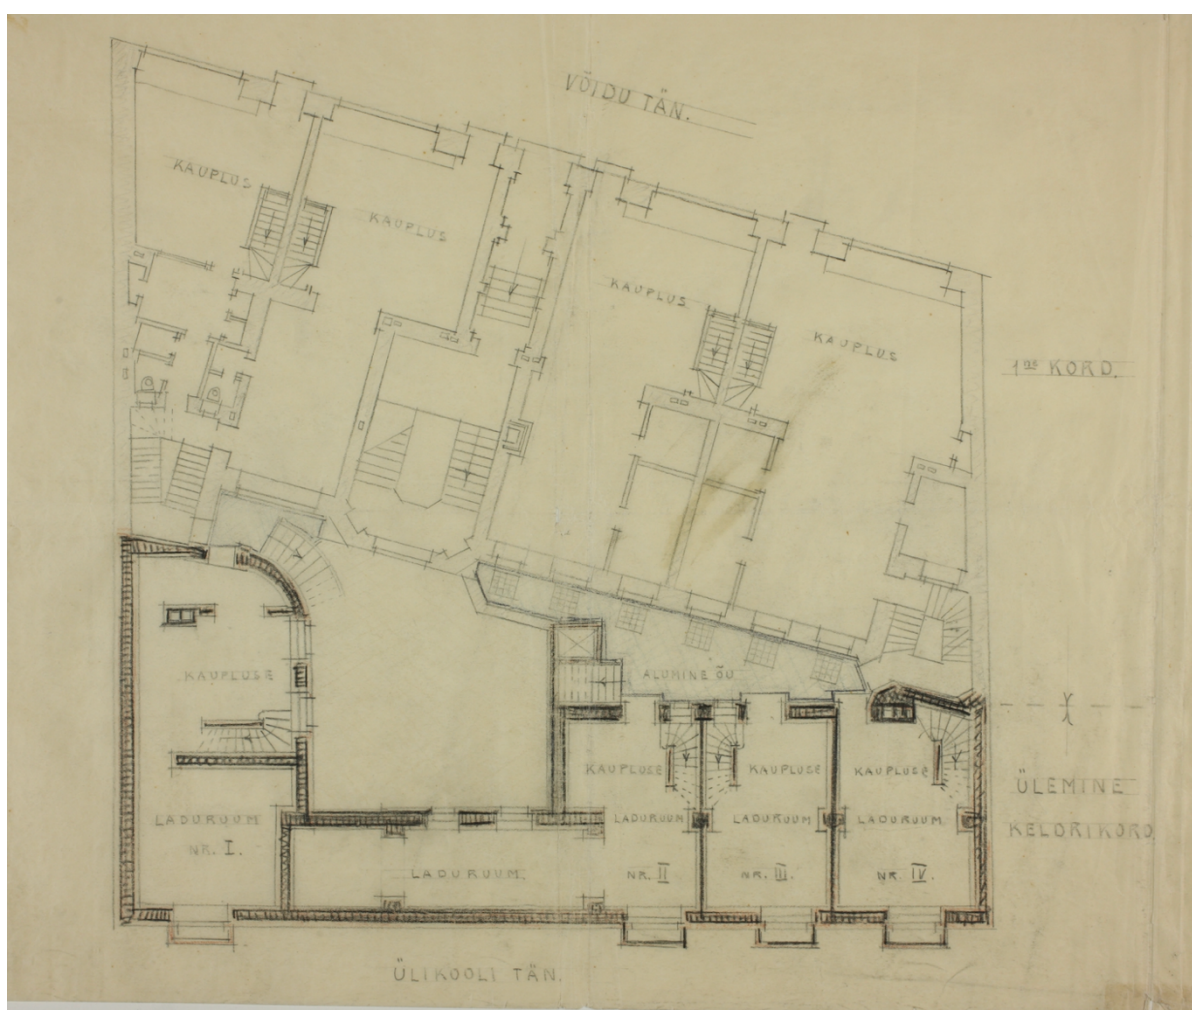 VÕIDU TÄN.
KAUPLUS
KAUPLUS
KAUPLUS
KAUPLUS
1ne KORD.
KAUPLUSE
ALUMINE ÕU
KAUPLUSE
KAUPLUSE
KAUPLUSE
ÜLEMINE
KELDRIKORD
LADURUUM
NR. I.
LADURUUM.
LADURUUM
NR. II
LADURUUM
NR. III.
LADURUUM
NR. IV.
ÜLIKOOLI TÄN.